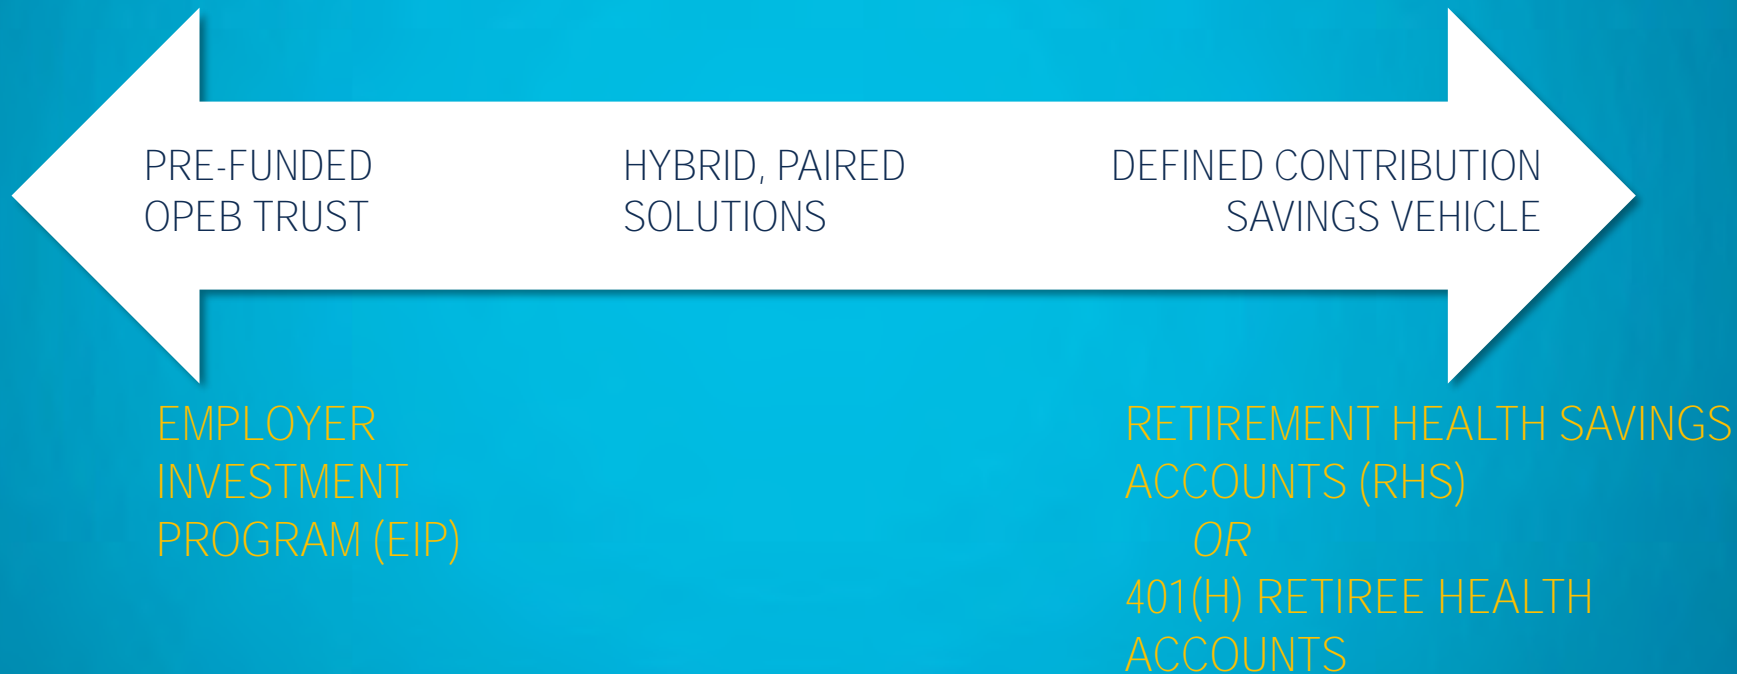 PRE-FUNDED
OPEB TRUST
HYBRID, PAIRED
SOLUTIONS
DEFINED CONTRIBUTION
SAVINGS VEHICLE
EMPLOYER
INVESTMENT
PROGRAM (EIP)
RETIREMENT HEALTH SAVINGS
ACCOUNTS (RHS)
OR
401(H) RETIREE HEALTH
ACCOUNTS